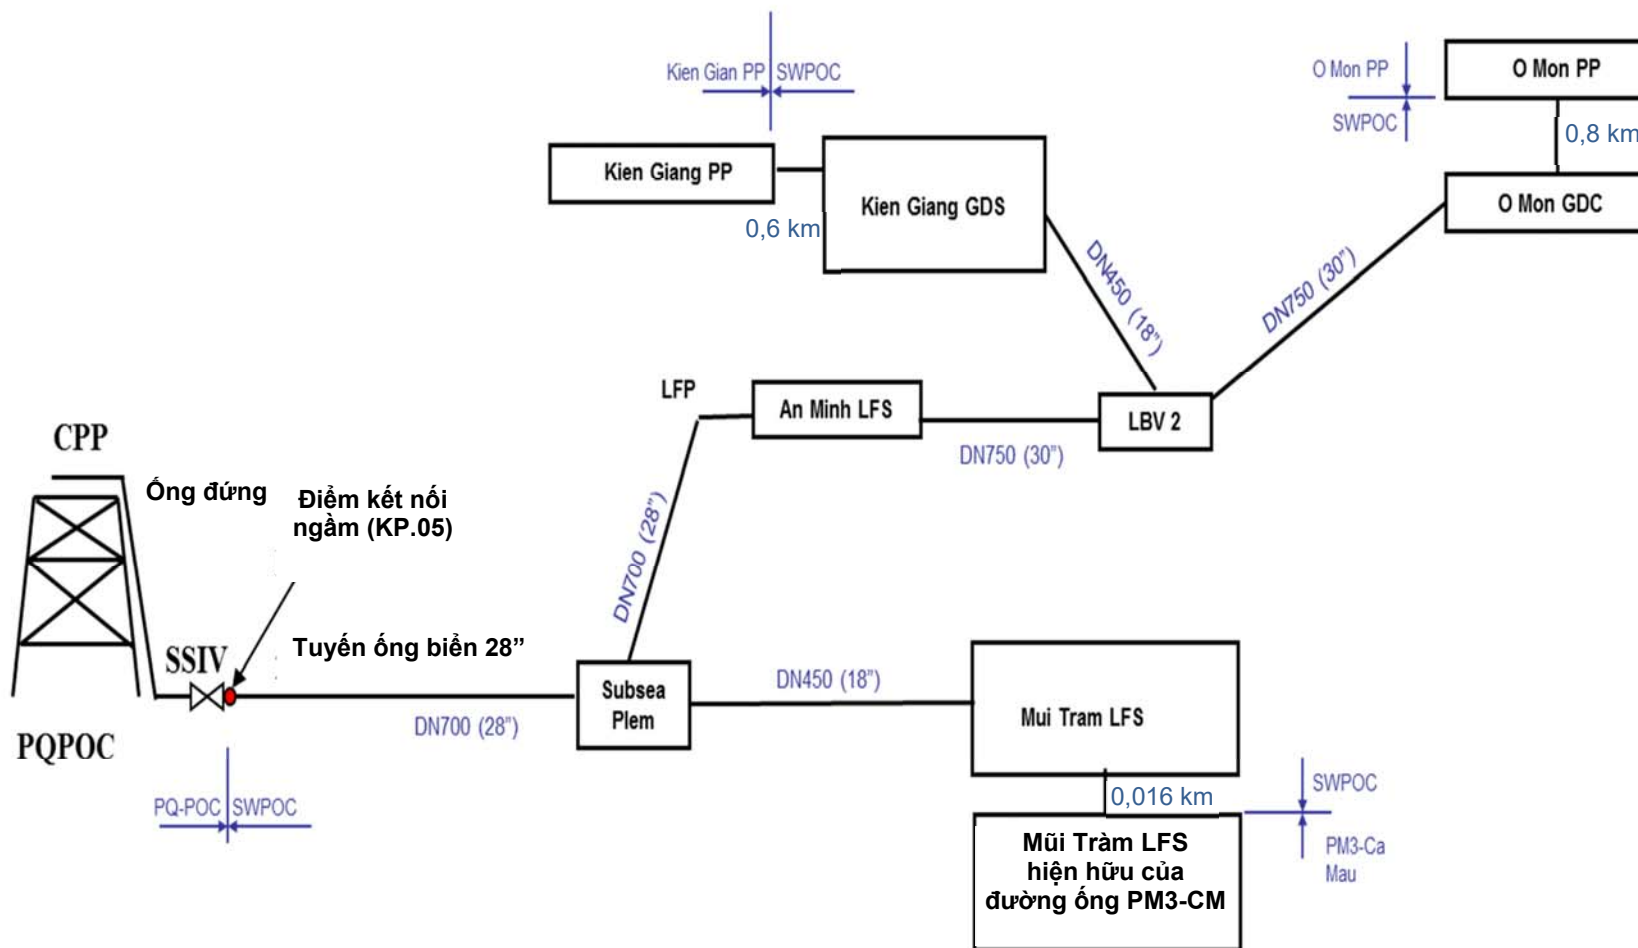 Kien Gian PP SWPOC
O Mon PP
SWPOC
O Mon PP
0,8 km
O Mon GDC
Kien Giang PP
0,6 km
Kien Giang GDS
DN450 (18”)
DN750 (30”)
LFP
An Minh LFS
DN750 (30”)
LBV 2
CPP
Ống đứng
Điểm kết nối
ngầm (KP.05)
DN700 (28”)
SSIV
Tuyến ống biển 28”
PQPOC
DN700 (28”)
Subsea
Plem
DN450 (18”)
Mui Tram LFS
PQ-POC SWPOC
0,016 km
SWPOC
PM3-Ca
Mau
Mũi Tràm LFS
hiện hữu của
đường ống PM3-CM